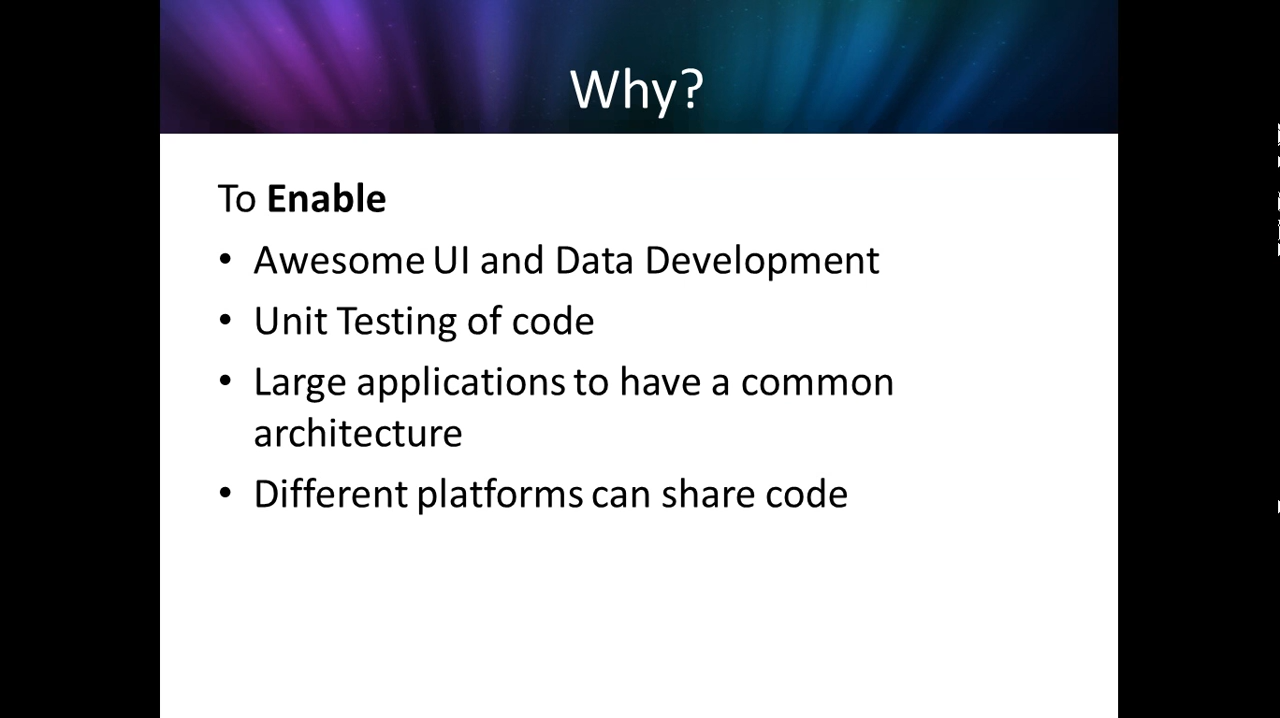 Why?
To Enable
• Awesome UI and Data Development
• Unit Testing of code
• Large applications to have a common
architecture
• Different platforms can share code